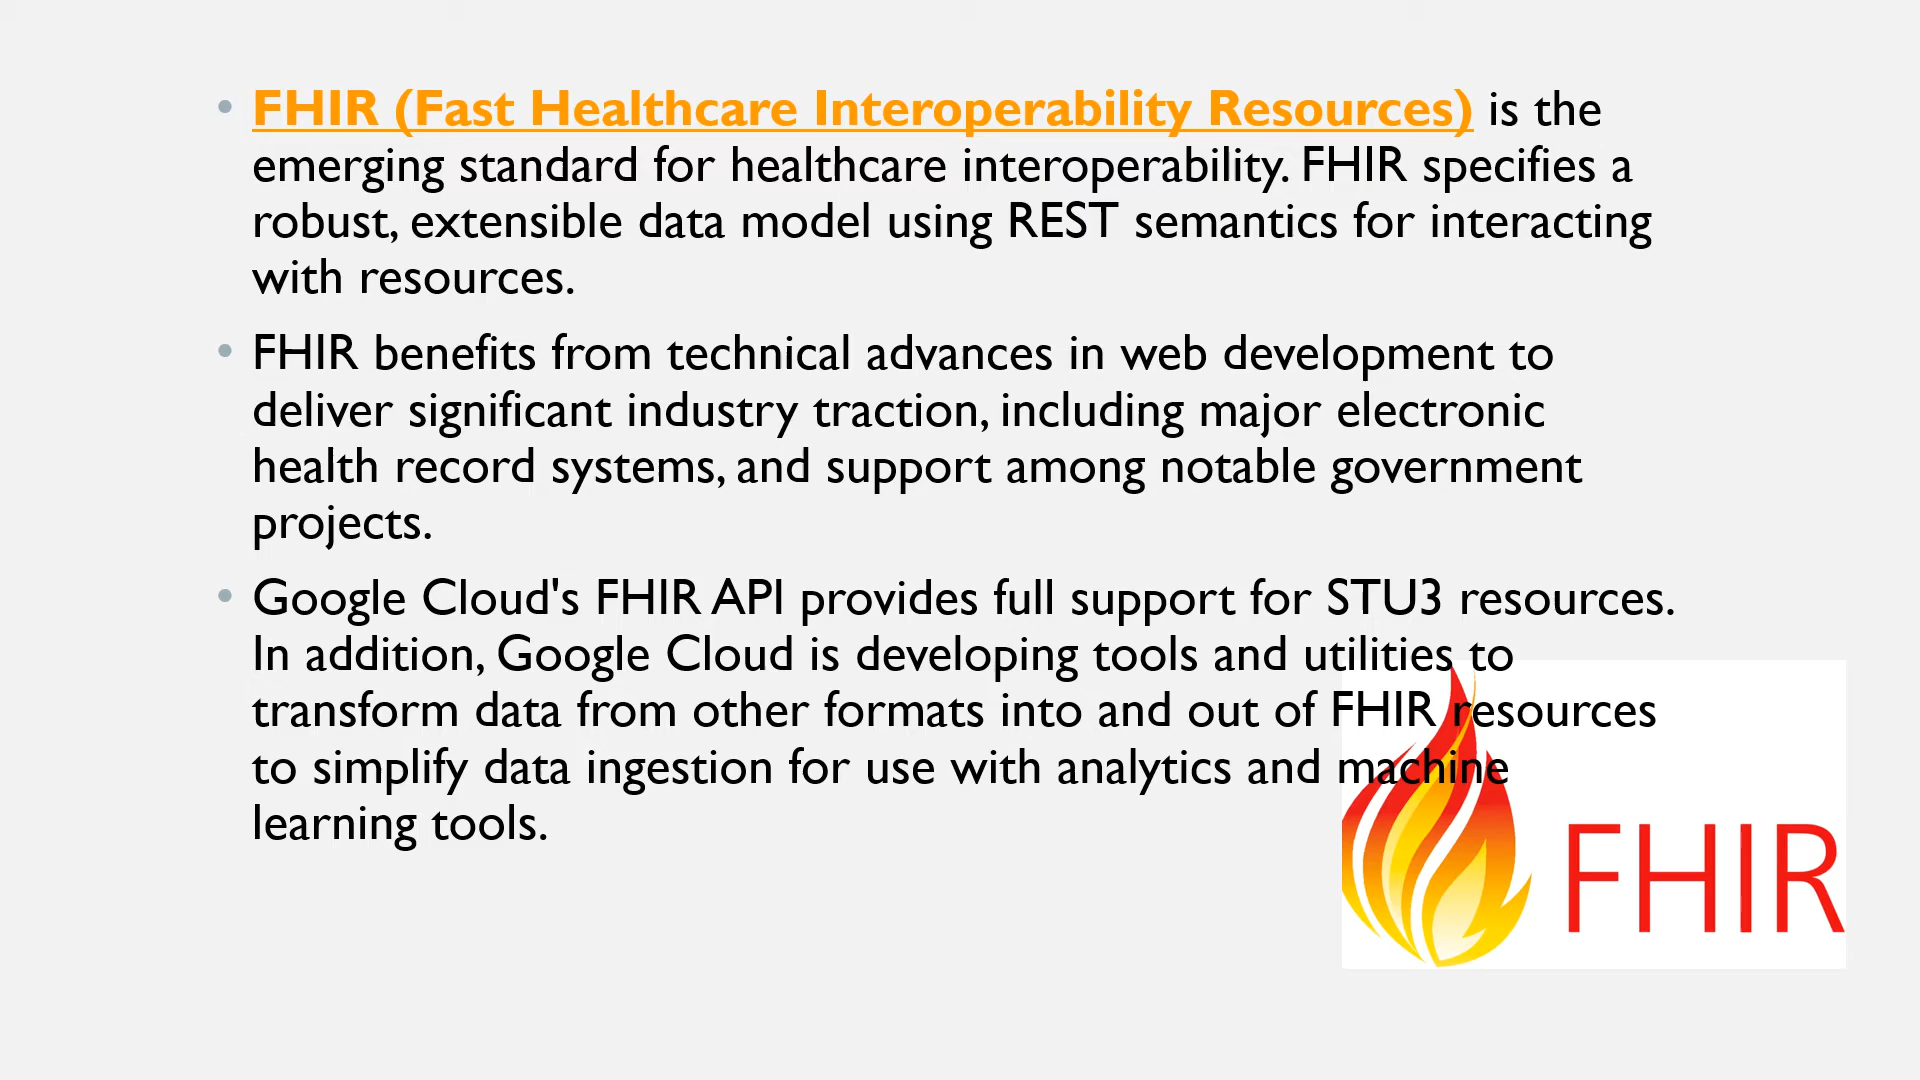 • FHIR (Fast Healthcare Interoperability Resources) is the
emerging standard for healthcare interoperability. FHIR specifies a
robust, extensible data model using REST semantics for interacting
with resources.
• FHIR benefits from technical advances in web development to
deliver significant industry traction, including major electronic
health record systems, and support among notable government
projects.
• Google Cloud's FHIR API provides full support for STU3 resources.
In addition, Google Cloud is developing tools and utilities to
transform data from other formats into and out of FHIR resources
to simplify data ingestion for use with analytics and machine
learning tools.
FHIR